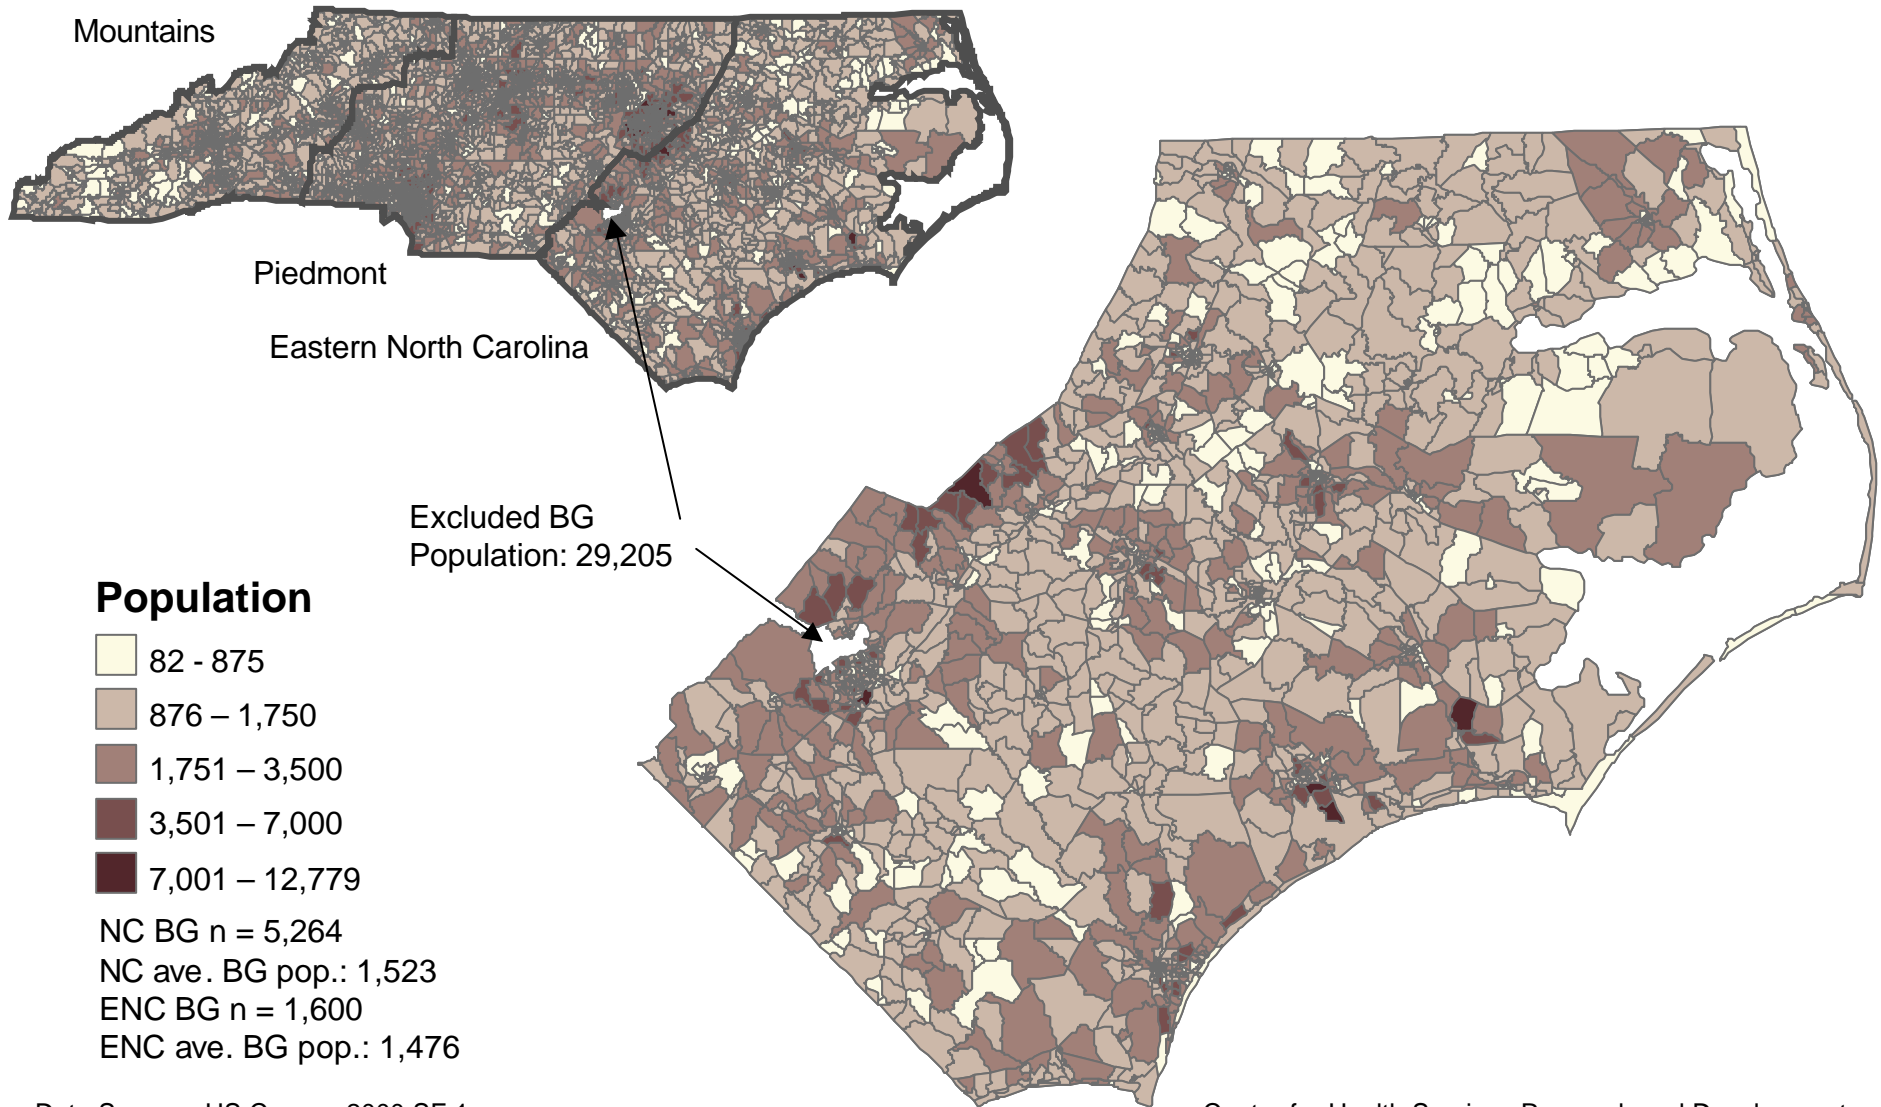 Mountains
Piedmont
Eastern North Carolina
Excluded BG
Population: 29,205
Population
82 - 875
876 – 1,750
1,751 – 3,500
3,501 – 7,000
7,001 – 12,779
NC BG n = 5,264
NC ave. BG pop.: 1,523
ENC BG n = 1,600
ENC ave. BG pop.: 1,476